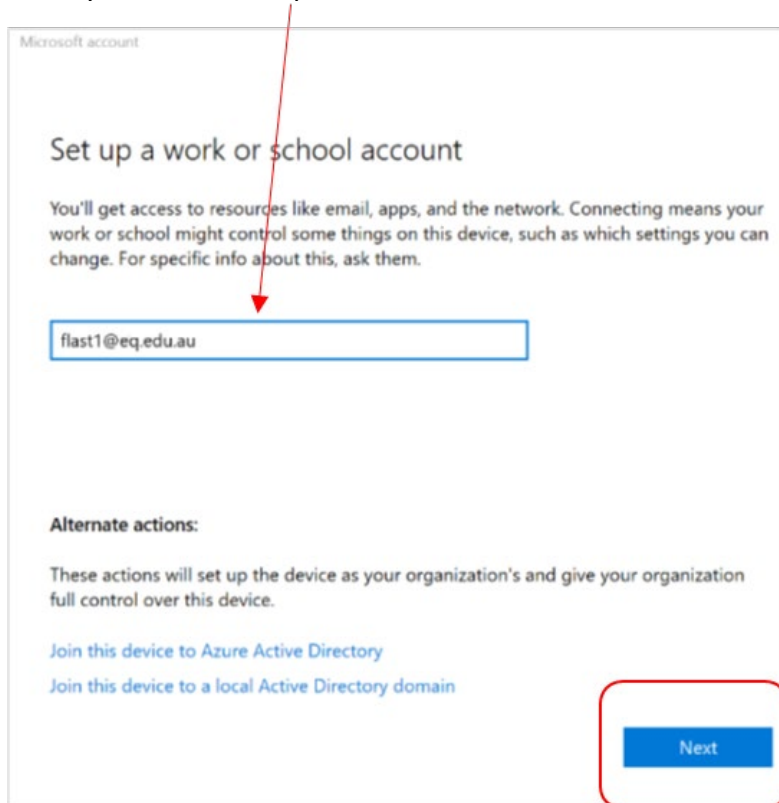 Microsoft account
Set up a work or school account
You'll get access to resources like email, apps, and the network. Connecting means your
work or school might control some things on this device, such as which settings you can
change. For specific info about this, ask them.
flast1@eq.edu.au
Alternate actions:
These actions will set up the device as your organization's and give your organization
full control over this device.
Join this device to Azure Active Directory
Join this device to a local Active Directory domain
Next